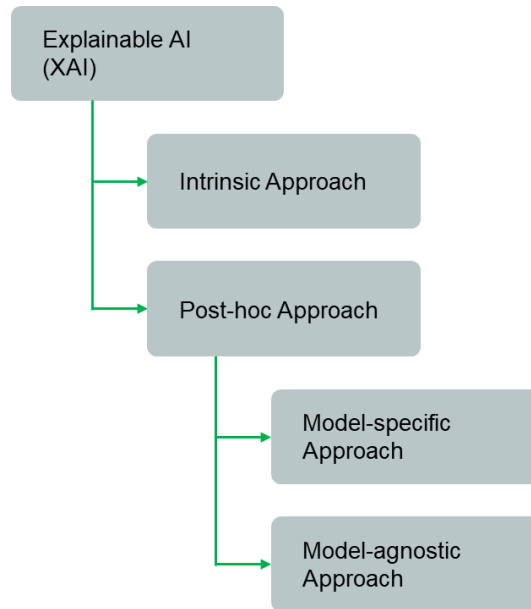 Explainable AI
(XAI)
Intrinsic Approach
Post-hoc Approach
Model-specific
Approach
Model-agnostic
Approach